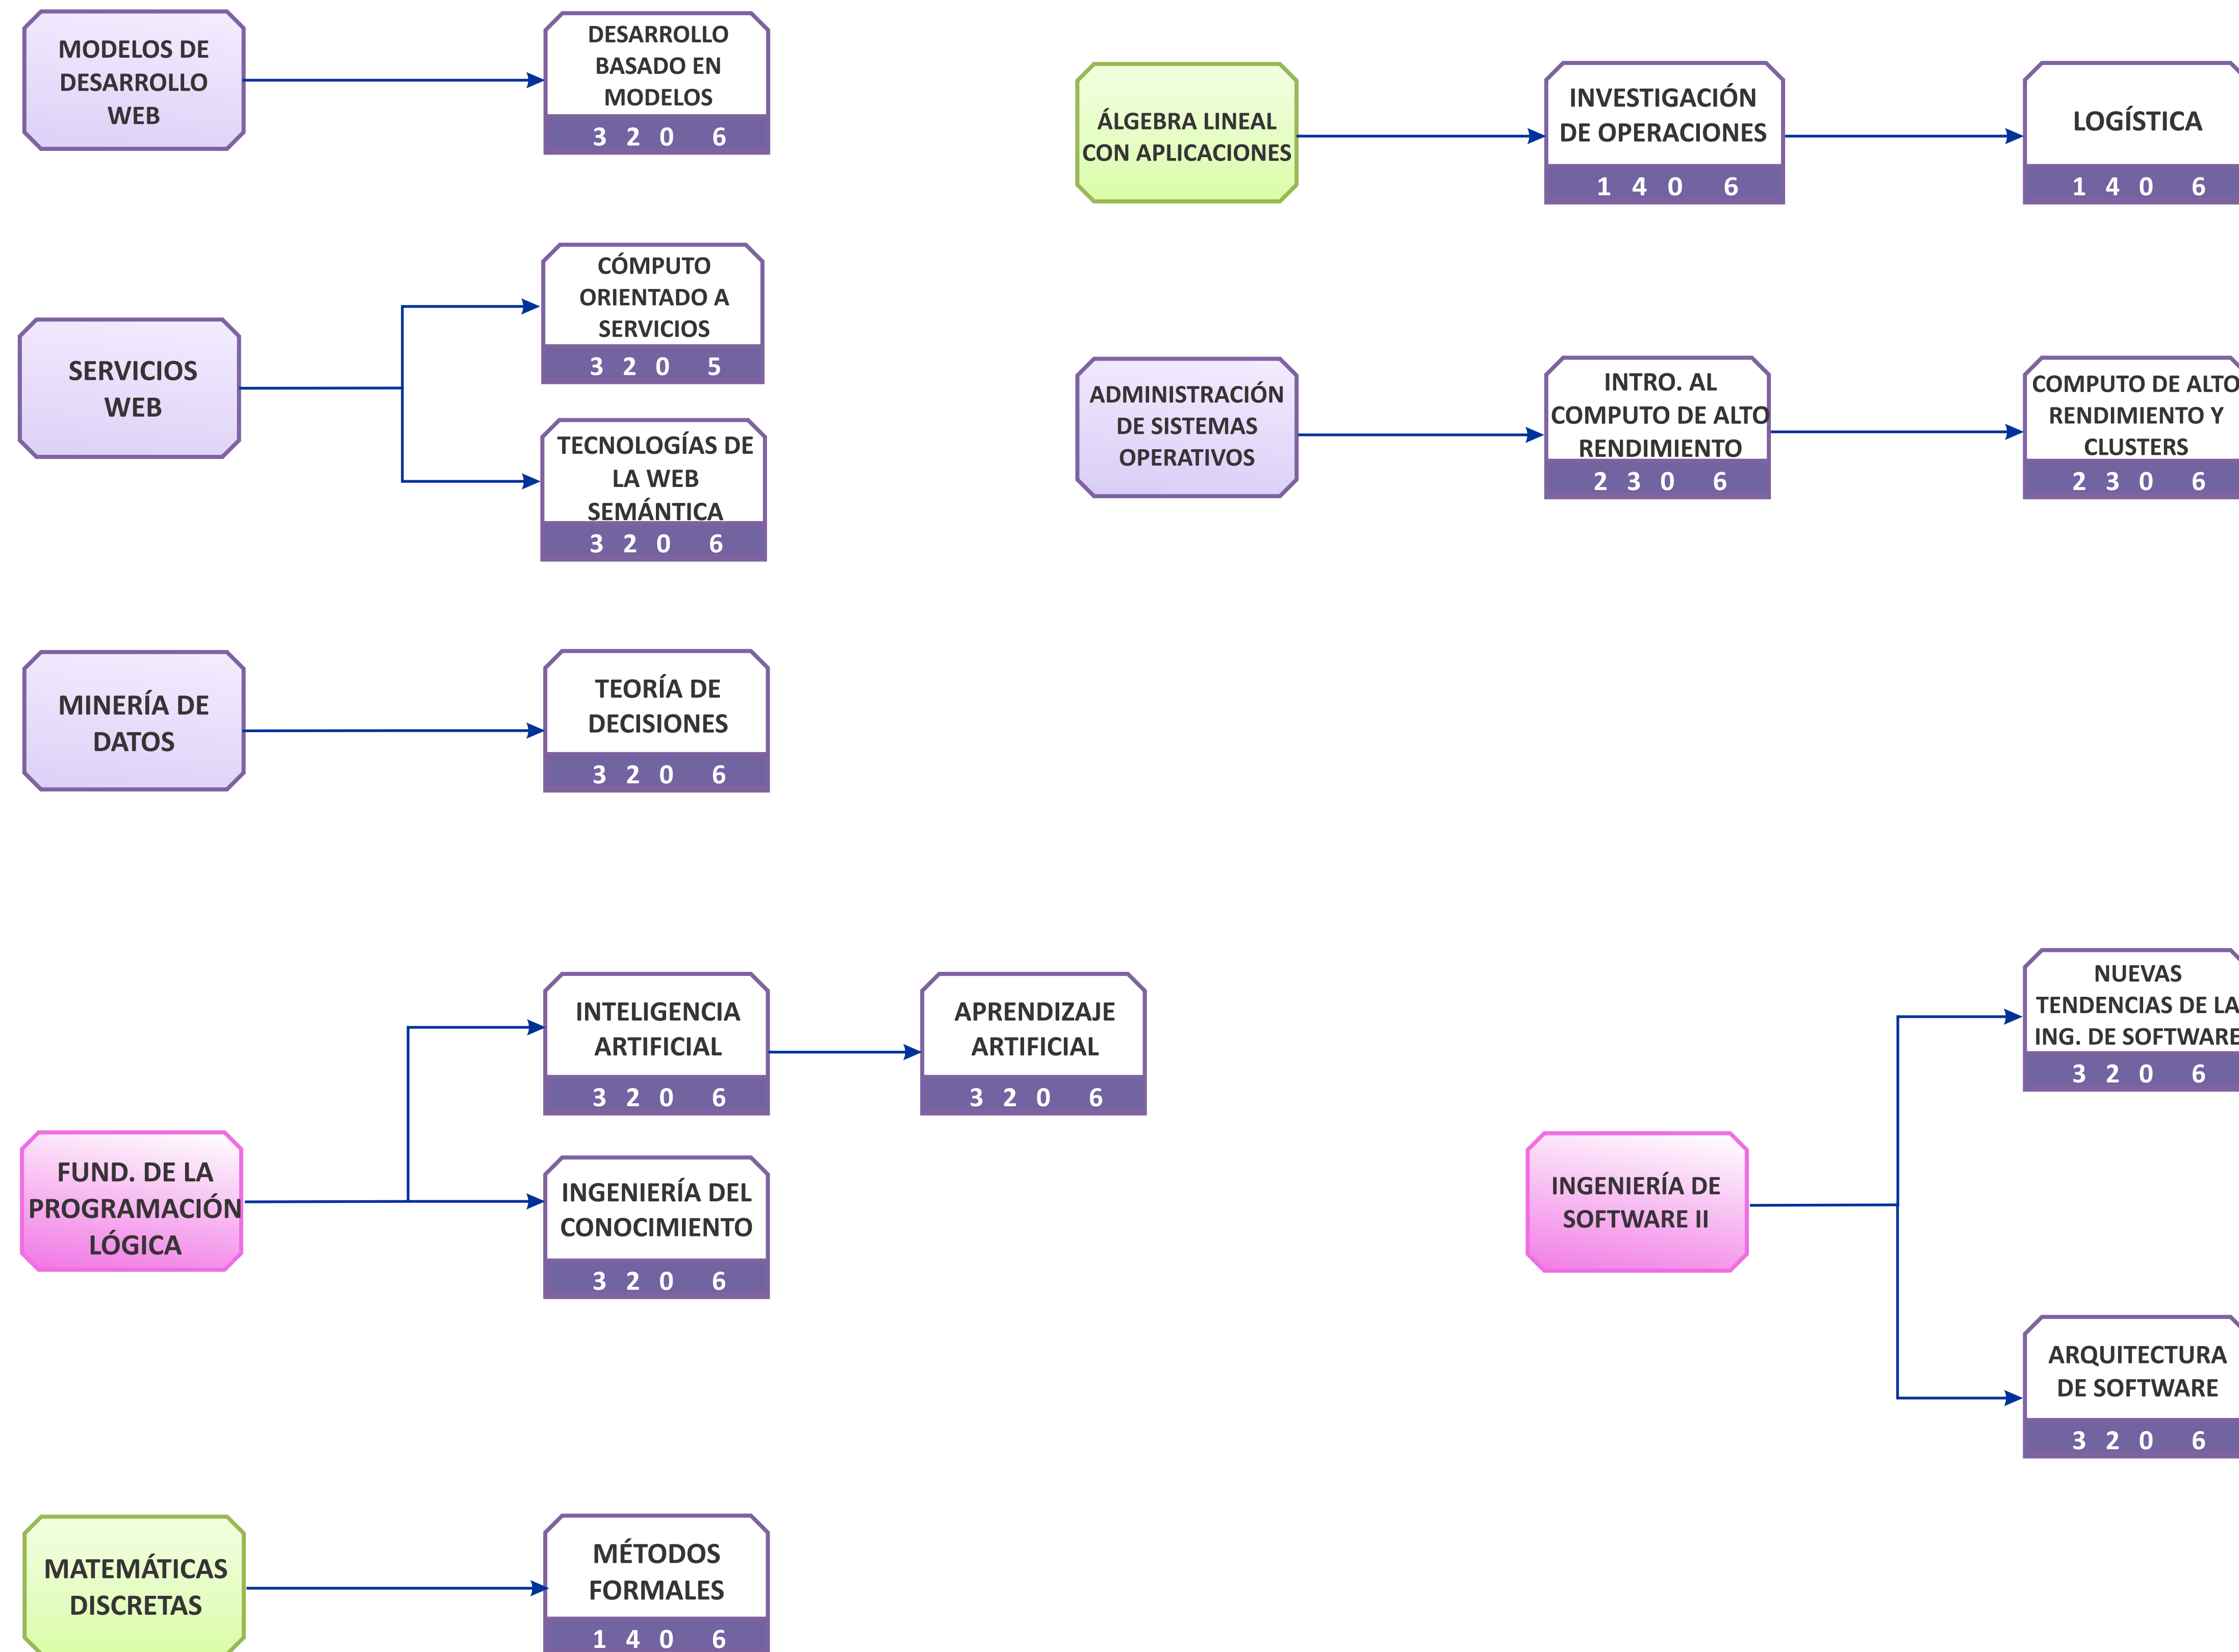 MODELOS DE
DESARROLLO
WEB
DESARROLLO
BASADO EN
MODELOS
3 2 0 6
ÁLGEBRA LINEAL
CON APLICACIONES
INVESTIGACIÓN
DE OPERACIONES
1 4 0 6
LOGÍSTICA
1 4 0 6
SERVICIOS
WEB
CÓMPUTO
ORIENTADO A
SERVICIOS
3 2 0 5
TECNOLOGÍAS DE
LA WEB
SEMÁNTICA
3 2 0 6
ADMINISTRACIÓN
DE SISTEMAS
OPERATIVOS
INTRO. AL
COMPUTO DE ALTO
RENDIMIENTO
2 3 0 6
COMPUTO DE ALTO
RENDIMIENTO Y
CLUSTERS
2 3 0 6
MINERÍA DE
DATOS
TEORÍA DE
DECISIONES
3 2 0 6
FUND. DE LA
PROGRAMACIÓN
LÓGICA
INTELIGENCIA
ARTIFICIAL
3 2 0 6
APRENDIZAJE
ARTIFICIAL
3 2 0 6
INGENIERÍA DEL
CONOCIMIENTO
3 2 0 6
INGENIERÍA DE
SOFTWARE II
NUEVAS
TENDENCIAS DE LA
ING. DE SOFTWARE
3 2 0 6
ARQUITECTURA
DE SOFTWARE
3 2 0 6
MATEMÁTICAS
DISCRETAS
MÉTODOS
FORMALES
1 4 0 6